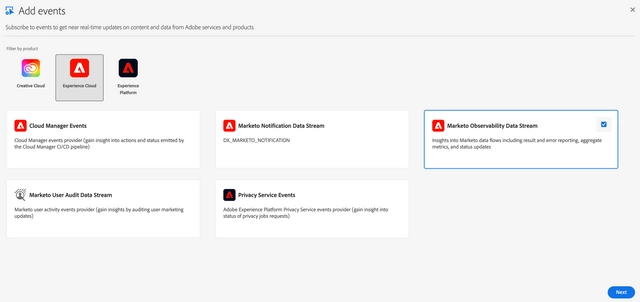 Add events
Subscribe to events to get near real-time updates on content and data from Adobe services and products.
Filter by product
Creative Cloud
Experience Cloud
Experience
Platform
Cloud Manager Events
Cloud Manager events provider (gain insight into actions and status emitted by
the Cloud Manager CI/CD pipeline)
Marketo Notification Data Stream
DX_MARKETO_NOTIFICATION
Marketo Observability Data Stream
Insights into Marketo data flows including result and error reporting, aggregate
metrics, and status updates
Marketo User Audit Data Stream
Marketo user activity events provider (gain insights by auditing user marketing
updates)
Privacy Service Events
Adobe Experience Platform Privacy Service events provider (gain insight into
status of privacy jobs requests)
Next